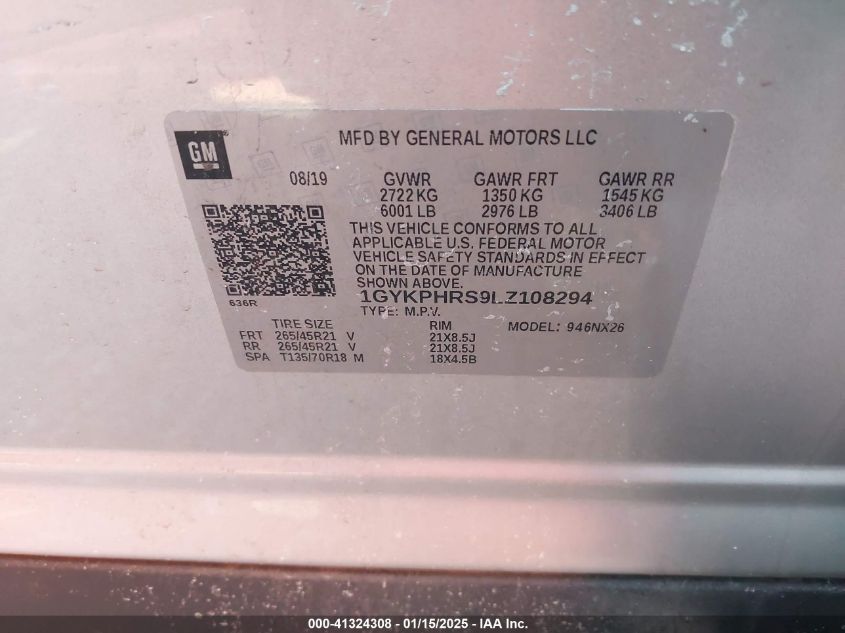 GM
MFD BY GENERAL MOTORS LLC
08/19
GVWR GAWR FRT GAWR RR
2722 KG 1350 KG 1545 KG
6001 LB 2976 LB 3406 LB
THIS VEHICLE CONFORMS TO ALL
APPLICABLE U.S. FEDERAL MOTOR
VEHICLE SAFETY STANDARDS IN EFFECT
ON THE DATE OF MANUFACTURE
SHOWN ABOVE.
636R
1GYKPHRS9LZ108294
TYPE: M.P.V.
TIRE SIZE RIM MODEL: 946NX26
FRT 265/45R21 V 21X8.5J
RR 265/45R21 V 21X8.5J
SPA T135/70R18 M 18X4.5B
000-41324308 - 01/15/2025 - IAA Inc.